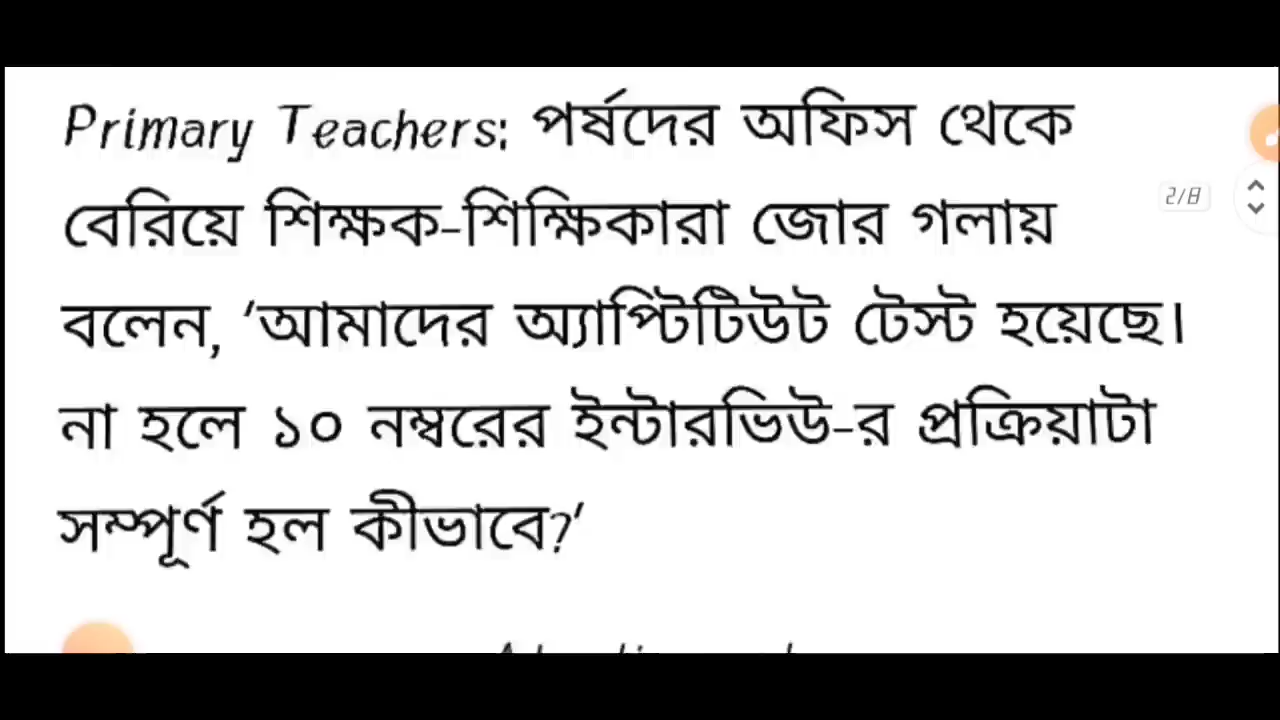 Primary Teachers: পর্ষদের অফিস থেকে
2/8
বেরিয়ে শিক্ষক-শিক্ষিকারা জোর গলায়
বলেন, 'আমাদের অ্যাপ্টিটিউট টেস্ট হয়েছে।
না হলে ১০ নম্বরের ইন্টারভিউ-র প্রক্রিয়াটা
সম্পূর্ণ হল কীভাবে?'